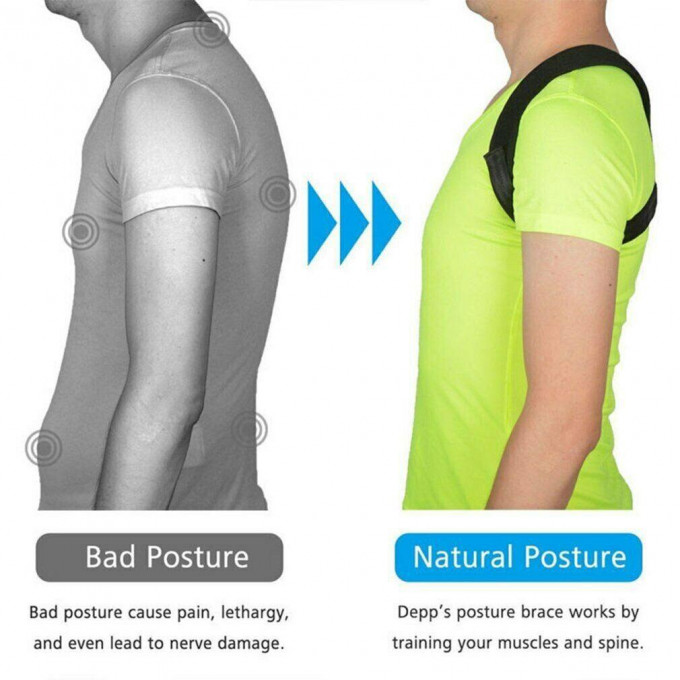 Bad Posture
Bad posture cause pain, lethargy,
and even lead to nerve damage.
Natural Posture
Depp's posture brace works by
training your muscles and spine.